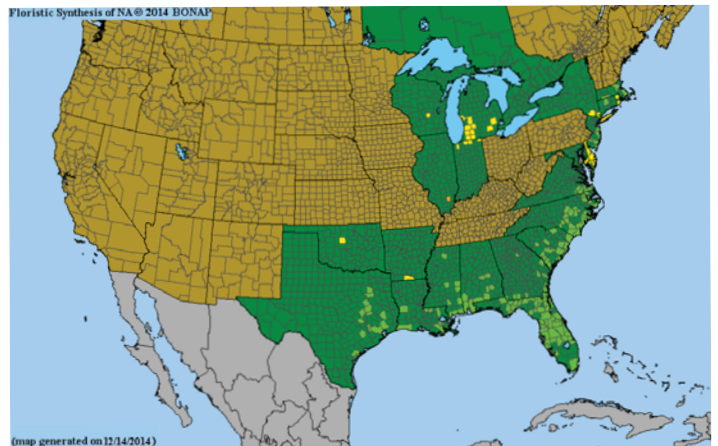 Floristic Synthesis of NA © 2014 BONAP
(map generated on 12/14/2014)